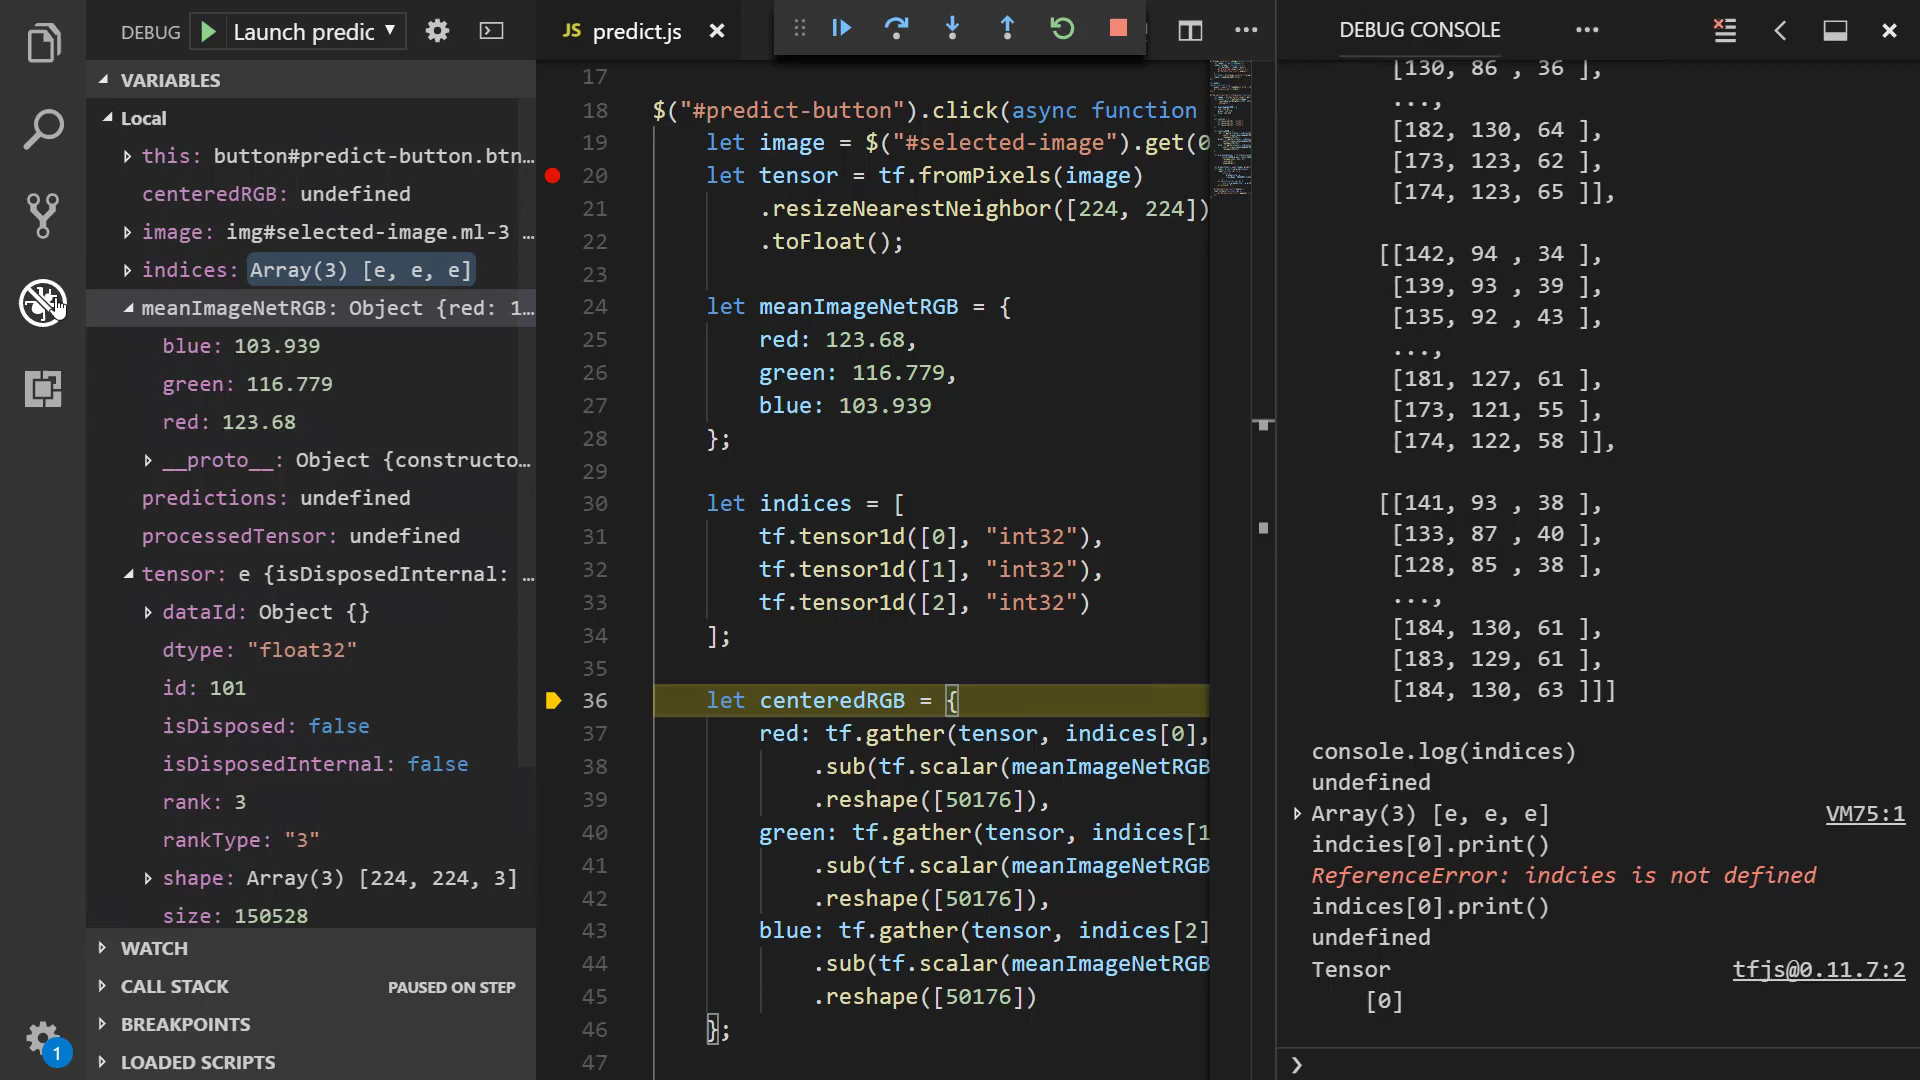 DEBUG Launch predic
VARIABLES
Local
this: button#predict-button.btn…
centeredRGB: undefined
image: img#selected-image.ml-3 …
indices: Array(3) [e, e, e]
meanImageNetRGB: Object {red: 1…
blue: 103.939
green: 116.779
red: 123.68
__proto__: Object {constructo…
predictions: undefined
processedTensor: undefined
tensor: e {isDisposedInternal: …
dataId: Object {}
dtype: "float32"
id: 101
isDisposed: false
isDisposedInternal: false
rank: 3
rankType: "3"
shape: Array(3) [224, 224, 3]
size: 150528
WATCH
CALL STACK PAUSED ON STEP
BREAKPOINTS
LOADED SCRIPTS
1
JS predict.js
17
18 $("#predict-button").click(async function
19 let image = $("#selected-image").get(0
20 let tensor = tf.fromPixels(image)
21 .resizeNearestNeighbor([224, 224])
22 .toFloat();
23
24 let meanImageNetRGB = {
25 red: 123.68,
26 green: 116.779,
27 blue: 103.939
28 };
29
30 let indices = [
31 tf.tensor1d([0], "int32"),
32 tf.tensor1d([1], "int32"),
33 tf.tensor1d([2], "int32")
34 ];
35
36 let centeredRGB = {
37 red: tf.gather(tensor, indices[0],
38 .sub(tf.scalar(meanImageNetRGB
39 .reshape([50176]),
40 green: tf.gather(tensor, indices[1
41 .sub(tf.scalar(meanImageNetRGB
42 .reshape([50176]),
43 blue: tf.gather(tensor, indices[2]
44 .sub(tf.scalar(meanImageNetRGB
45 .reshape([50176])
46 };
47
DEBUG CONSOLE
[130, 86 , 36 ],
...,
[182, 130, 64 ],
[173, 123, 62 ],
[174, 123, 65 ]],
[[142, 94 , 34 ],
[139, 93 , 39 ],
[135, 92 , 43 ],
...,
[181, 127, 61 ],
[173, 121, 55 ],
[174, 122, 58 ]],
[[141, 93 , 38 ],
[133, 87 , 40 ],
[128, 85 , 38 ],
...,
[184, 130, 61 ],
[183, 129, 61 ],
[184, 130, 63 ]]]
console.log(indices)
undefined
Array(3) [e, e, e] VM75:1
indcies[0].print()
ReferenceError: indcies is not defined
indices[0].print()
undefined
Tensor tfjs@0.11.7:2
[0]